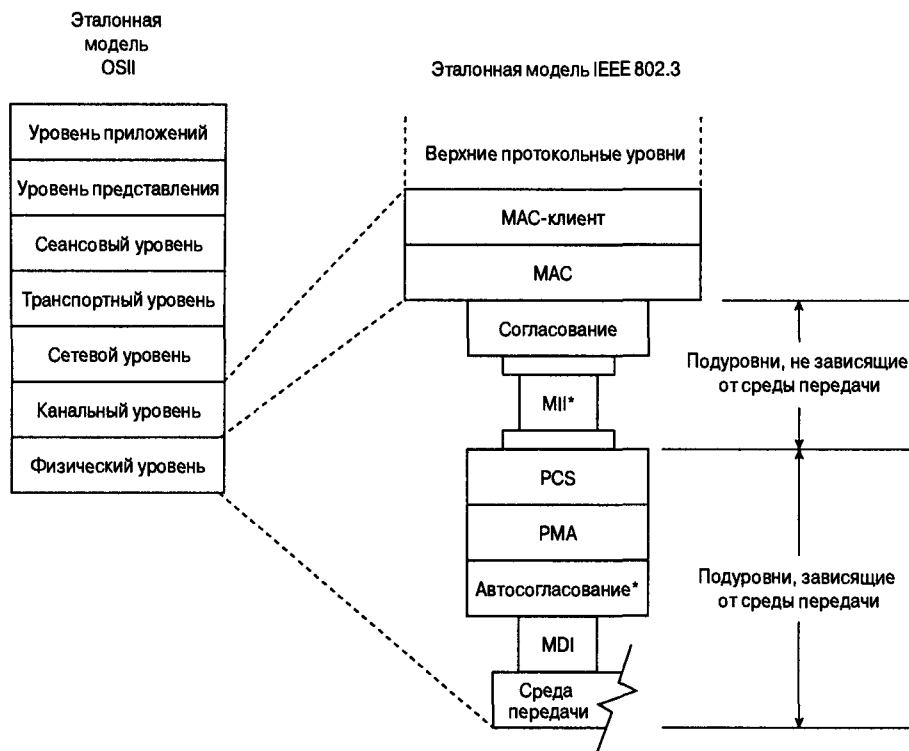 Эталонная
модель
OSII
Эталонная модель IEEE 802.3
Уровень приложений
Уровень представления
Сеансовый уровень
Транспортный уровень
Сетевой уровень
Канальный уровень
Физический уровень
Верхние протокольные уровни
MAC-клиент
MAC
Согласование
MII*
PCS
PMA
Автосогласование*
MDI
Среда
передачи
Подуровни, не зависящие
от среды передачи
Подуровни, зависящие
от среды передачи